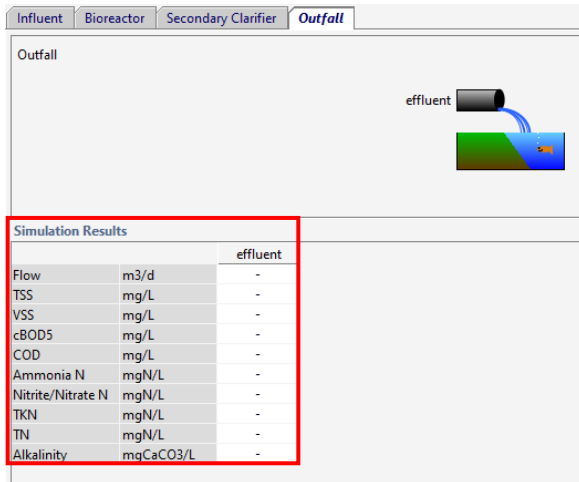 Influent Bioreactor Secondary Clarifier Outfall
Outfall
effluent
Simulation Results
effluent
Flow m3/d -
TSS mg/L -
VSS mg/L -
cBOD5 mg/L -
COD mg/L -
Ammonia N mgN/L -
Nitrite/Nitrate N mgN/L -
TKN mgN/L -
TN mgN/L -
Alkalinity mgCaCO3/L -